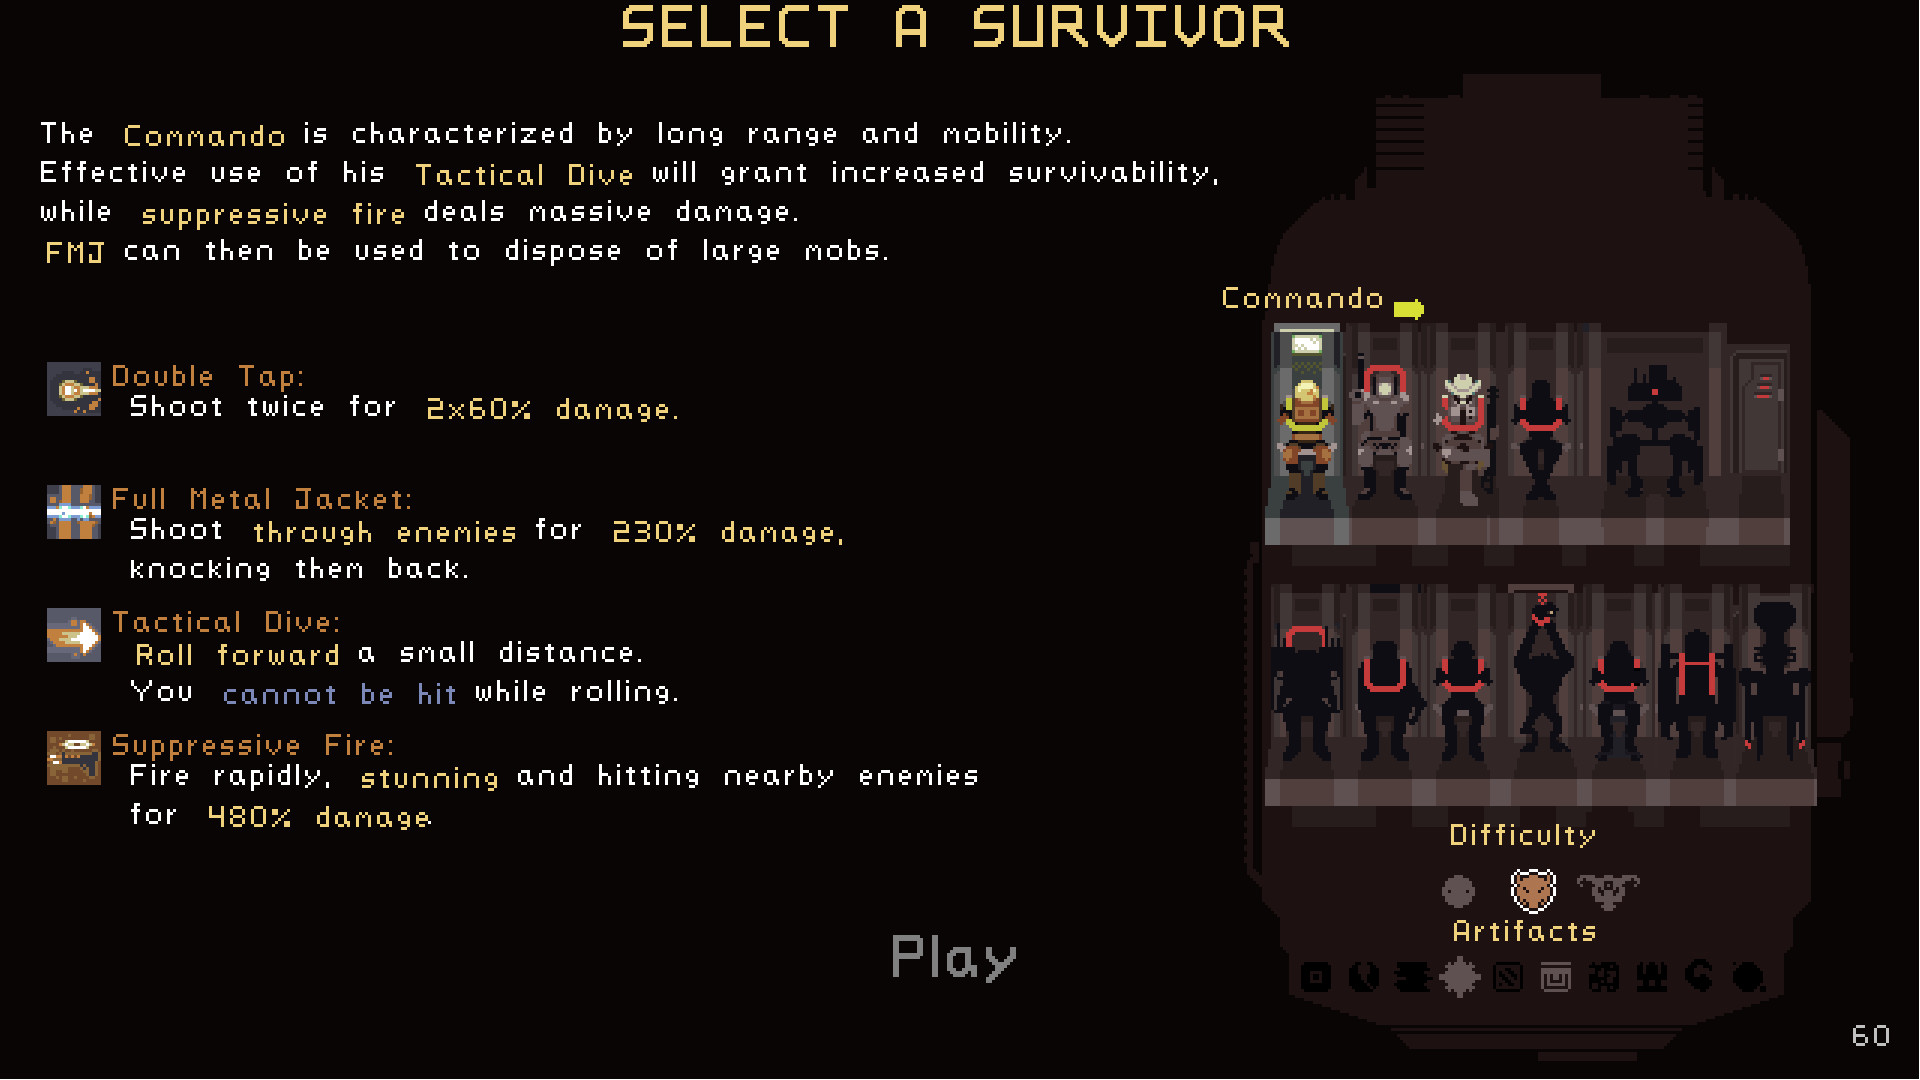 SELECT A SURVIVOR
The Commando is characterized by long range and mobility.
Effective use of his Tactical Dive will grant increased survivability,
while suppressive fire deals massive damage.
FMJ can then be used to dispose of large mobs.
Commando
Double Tap:
Shoot twice for 2x60% damage.
Full Metal Jacket:
Shoot through enemies for 230% damage,
knocking them back.
Tactical Dive:
Roll forward a small distance.
You cannot be hit while rolling.
Suppressive Fire:
Fire rapidly, stunning and hitting nearby enemies
for 480% damage
Difficulty
Artifacts
Play
60